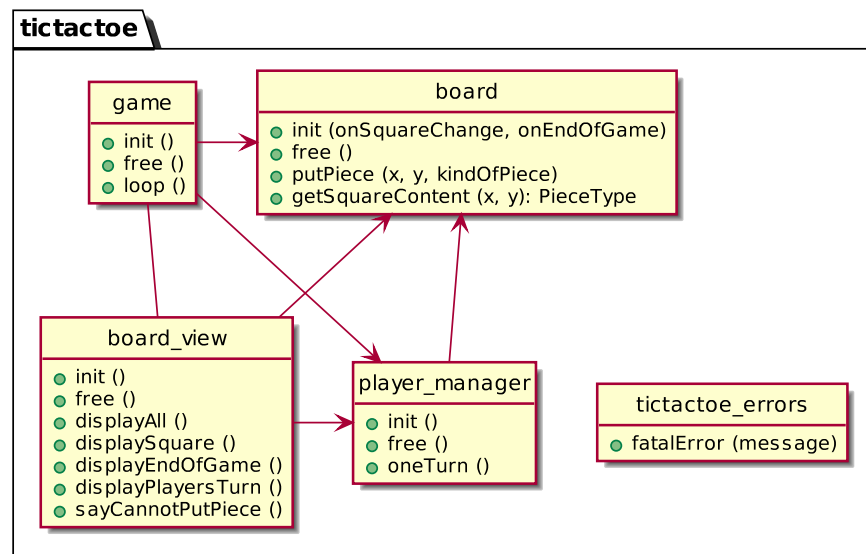 tictactoe
game
init ()
free ()
loop ()
board
init (onSquareChange, onEndOfGame)
free ()
putPiece (x, y, kindOfPiece)
getSquareContent (x, y): PieceType
board_view
init ()
free ()
displayAll ()
displaySquare ()
displayEndOfGame ()
displayPlayersTurn ()
sayCannotPutPiece ()
player_manager
init ()
free ()
oneTurn ()
tictactoe_errors
fatalError (message)